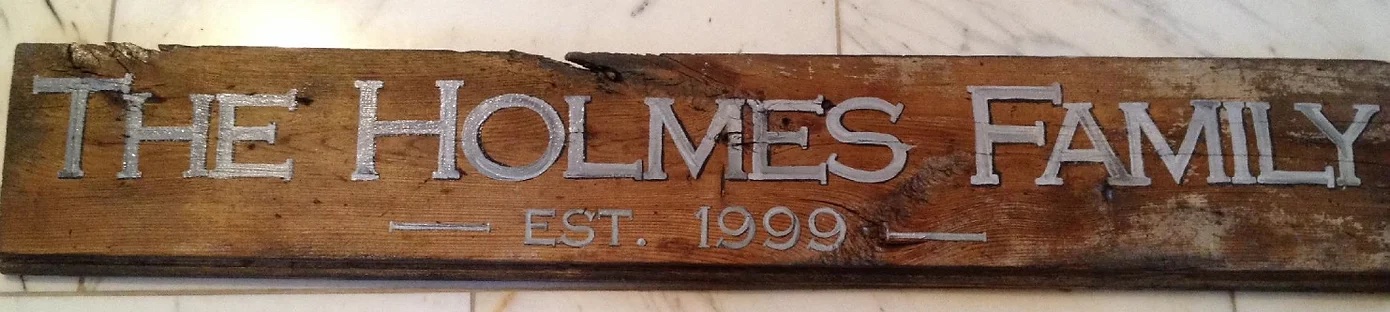 THE HOLMES FAMILY
— EST. 1999 —